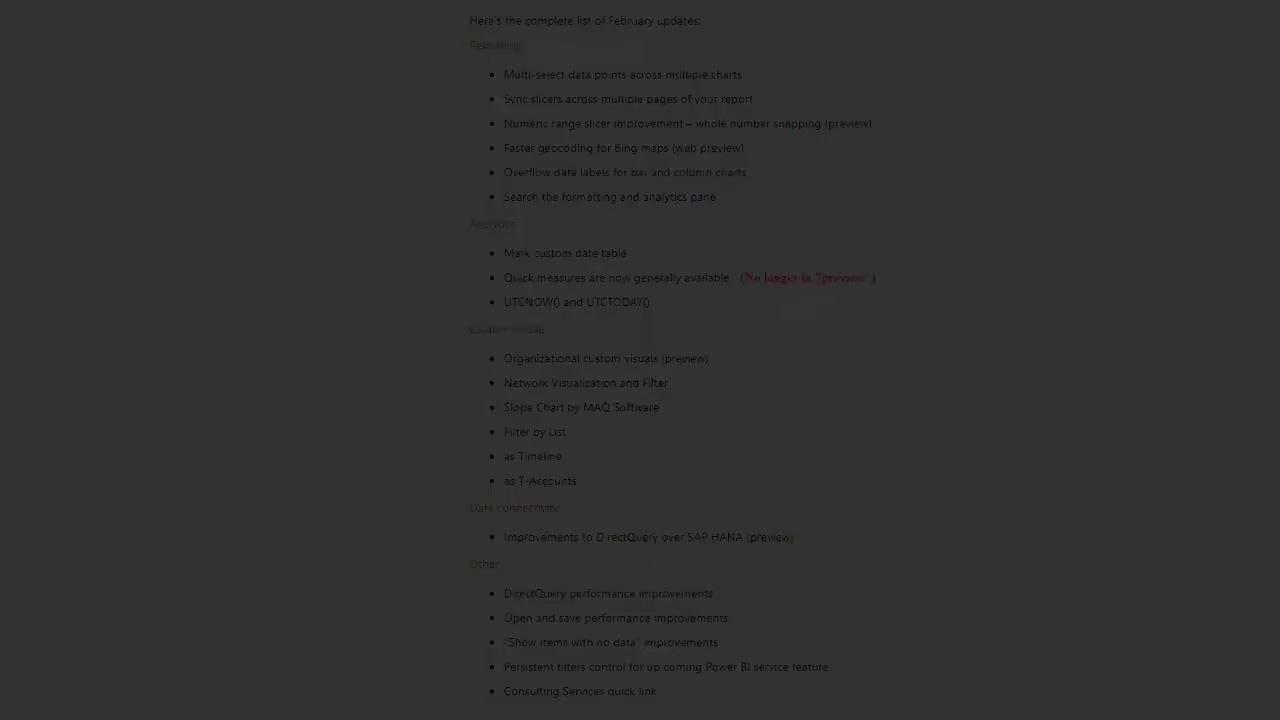 Here's the complete list of February updates:
Reporting
Multi-select data points across multiple charts
Sync slicers across multiple pages of your report
Numeric range slicer improvement – whole number snapping (preview)
Faster geocoding for Bing maps (web preview)
Overflow data labels for bar and column charts
Search the formatting and analytics pane
Analytics
Mark custom date table
Quick measures are now generally available (No longer in "preview")
UTCNOW() and UTCTODAY()
Custom visuals
Organizational custom visuals (preview)
Network Visualization and Filter
Slope Chart by MAQ Software
Filter by List
as Timeline
as T-Accounts
Data connectivity
Improvements to DirectQuery over SAP HANA (preview)
Other
DirectQuery performance improvements
Open and save performance improvements
"Show items with no data" improvements
Persistent filters control for up coming Power BI service feature
Consulting Services quick link